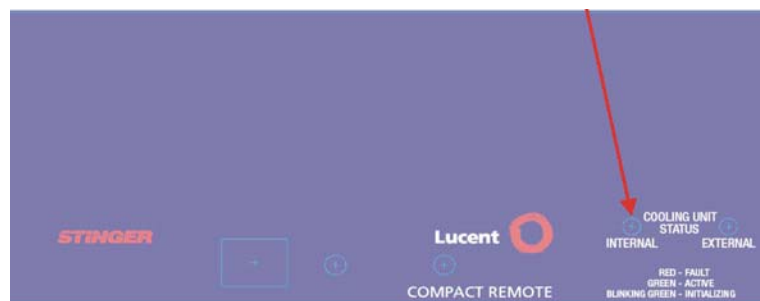 STINGER
Lucent
COMPACT REMOTE
COOLING UNIT
STATUS
INTERNAL EXTERNAL
RED - FAULT
GREEN - ACTIVE
BLINKING GREEN - INITIALIZING